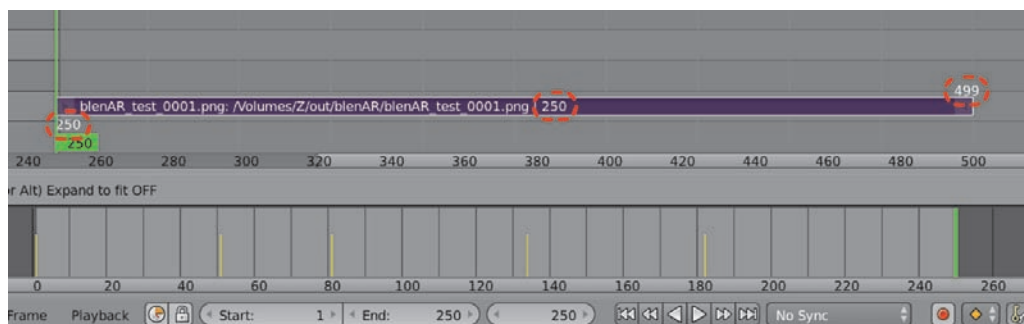 499
blenAR_test_0001.png: /Volumes/Z/out/blenAR/blenAR_test_0001.png | 250
250
250
240 260 280 300 320 340 360 380 400 420 440 460 480 500
r Alt) Expand to fit OFF
0 20 40 60 80 100 120 140 160 180 200 220 240 260
Frame Playback Start: 1 End: 250 250 No Sync